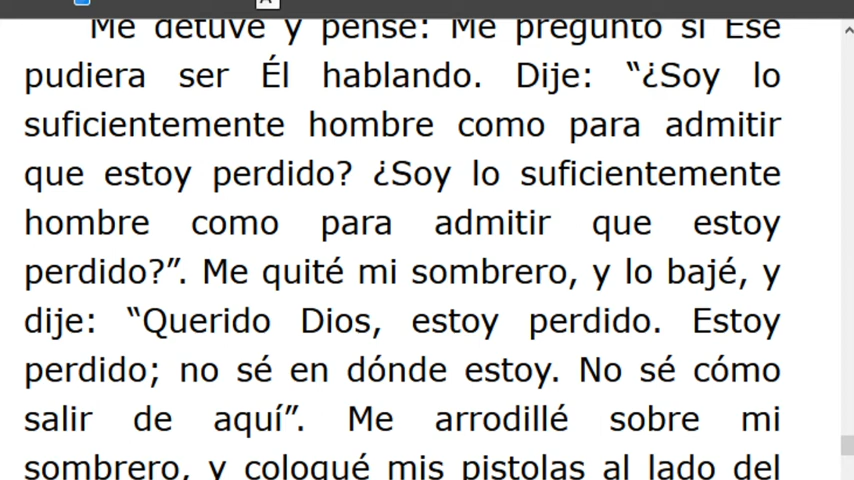 Me detuve y pensé: Me pregunto si Ése
pudiera ser Él hablando. Dije: “¿Soy lo
suficientemente hombre como para admitir
que estoy perdido? ¿Soy lo suficientemente
hombre como para admitir que estoy
perdido?”. Me quité mi sombrero, y lo bajé, y
dije: “Querido Dios, estoy perdido. Estoy
perdido; no sé en dónde estoy. No sé cómo
salir de aquí”. Me arrodillé sobre mi
sombrero, y coloqué mis pistolas al lado del